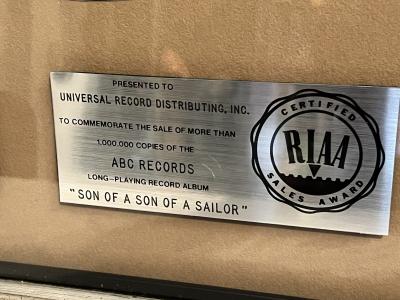 PRESENTED TO
UNIVERSAL RECORD DISTRIBUTING, INC.
TO COMMEMORATE THE SALE OF MORE THAN
1,000,000 COPIES OF THE
ABC RECORDS
LONG-PLAYING RECORD ALBUM
"SON OF A SON OF A SAILOR"
CERTIFIED
RIAA
SALES AWARD